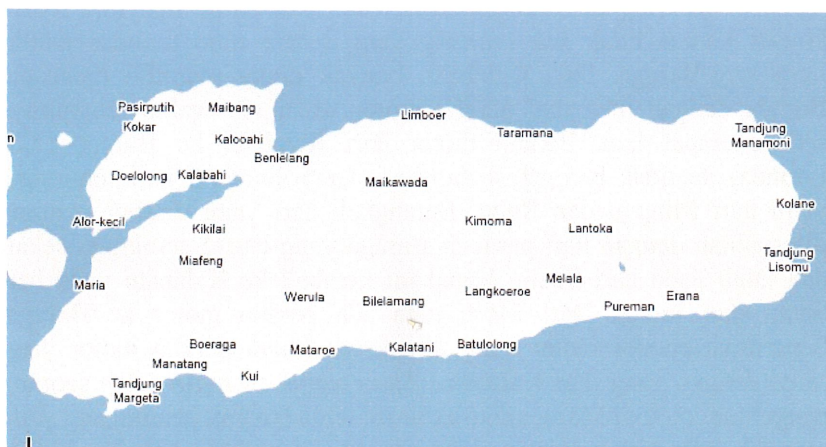 Limboer
Pasirputih
Maibang
Kokar
Taramana
Tandjung
Manamoni
n
Kalooahi
Benlelang
Doelolong
Kalabahi
Maikawada
Kolane
Alor-kecil
Kikilai
Kimoma
Lantoka
Miafeng
Tandjung
Lisomu
Maria
Melala
Werula
Bilelamang
Langkoeroe
Erana
Pureman
Boeraga
Mataroe
Kalatani
Batulolong
Manatang
Kui
Tandjung
Margeta